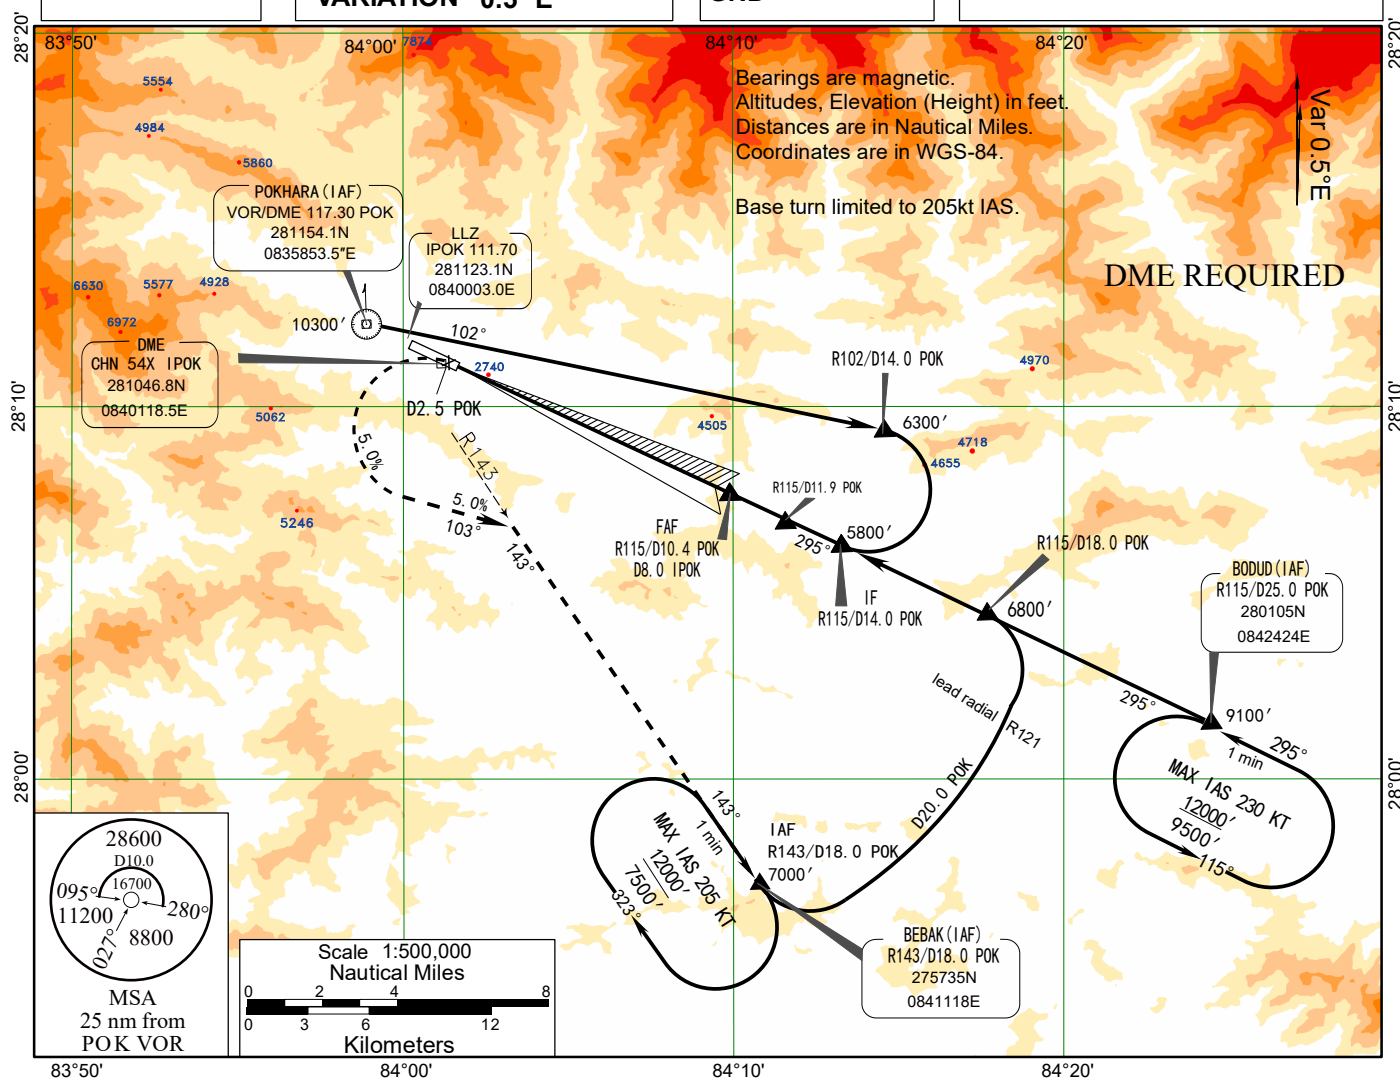 VARIATION 0.5°E
83°50'
84°00'
84°10'
84°20'
28°20'
28°20'
7874
5554
4984
5860
Bearings are magnetic.
Altitudes, Elevation (Height) in feet.
Distances are in Nautical Miles.
Coordinates are in WGS-84.
Base turn limited to 205kt IAS.
Var 0.5°E
DME REQUIRED
POKHARA(IAF)
VOR/DME 117.30 POK
281154.1N
0835853.5"E
LLZ
IPOK 111.70
281123.1N
0840003.0E
6630
5577
4928
6972
10300'
102°
DME
CHN 54X IPOK
281046.8N
0840118.5E
2740
D2.5 POK
R102/D14.0 POK
4970
28°10'
28°10'
5062
4505
6300'
4718
4655
5.0%
R143
5246
5.0%
103°
143°
R115/D11.9 POK
FAF
R115/D10.4 POK
D8.0 IPOK
295°
5800'
IF
R115/D14.0 POK
R115/D18.0 POK
6800'
BODUD(IAF)
R115/D25.0 POK
280105N
0842424E
lead radial R121
295°
9100'
295°
1 min
MAX IAS 230 KT
12000'
9500'
115°
28°00'
28°00'
D20.0 POK
143°
1 min
MAX IAS 205 KT
12000'
7500'
323°
IAF
R143/D18.0 POK
7000'
BEBAK(IAF)
R143/D18.0 POK
275735N
0841118E
28600
D10.0
16700
095°
280°
11200
8800
027°
MSA
25 nm from
POK VOR
Scale 1:500,000
Nautical Miles
0 2 4 8
0 3 6 12
Kilometers
83°50'
84°00'
84°10'
84°20'